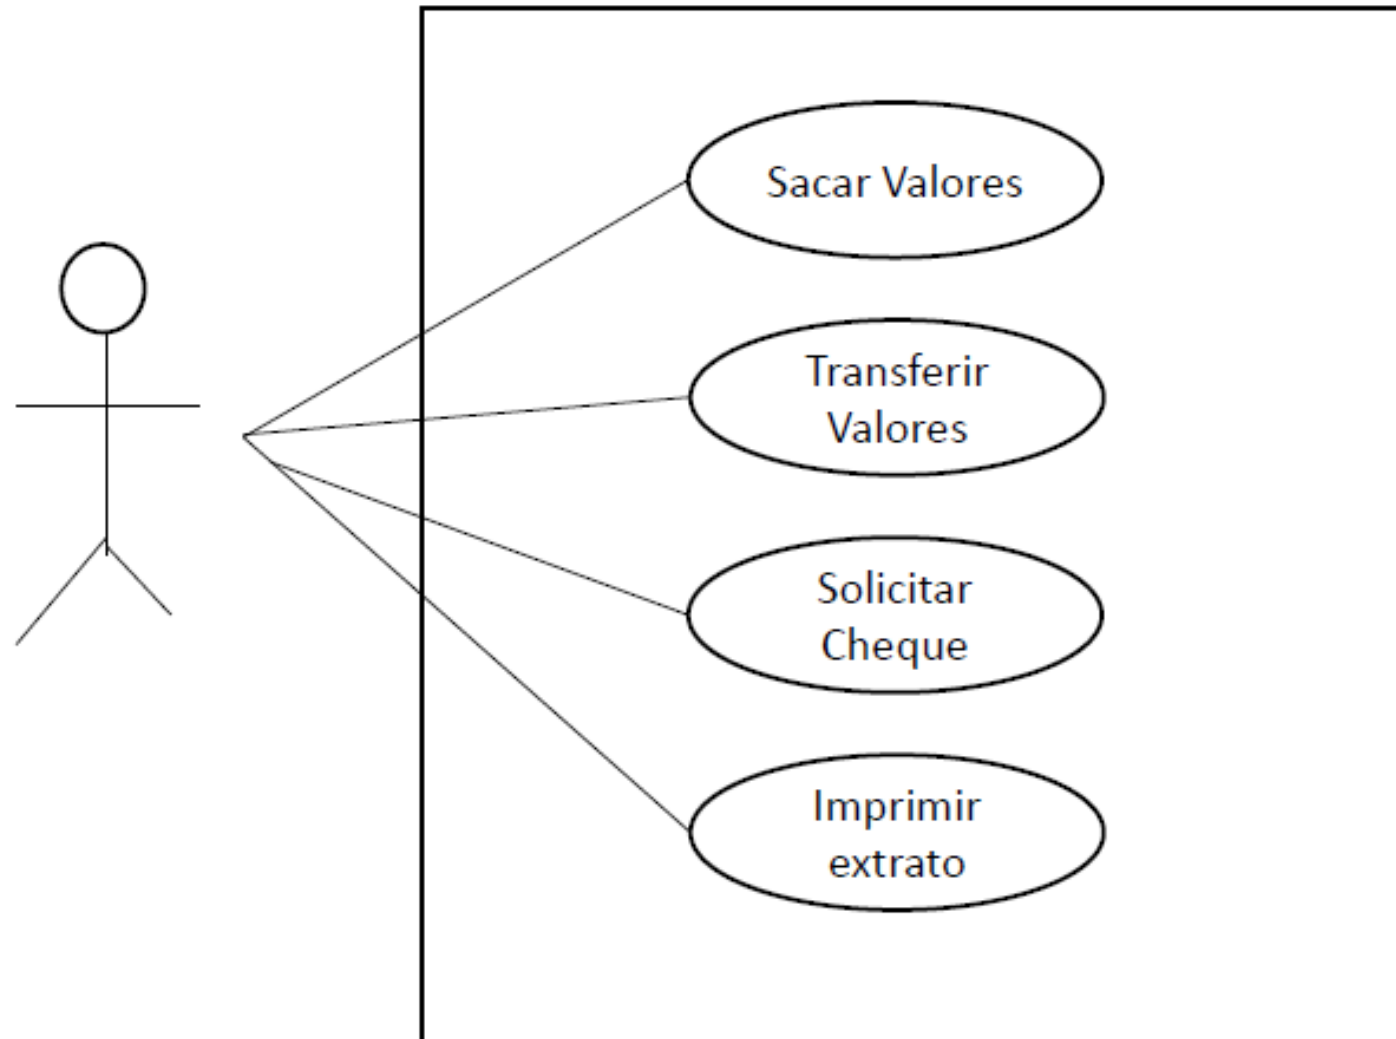 Sacar Valores
Transferir
Valores
Solicitar
Cheque
Imprimir
extrato